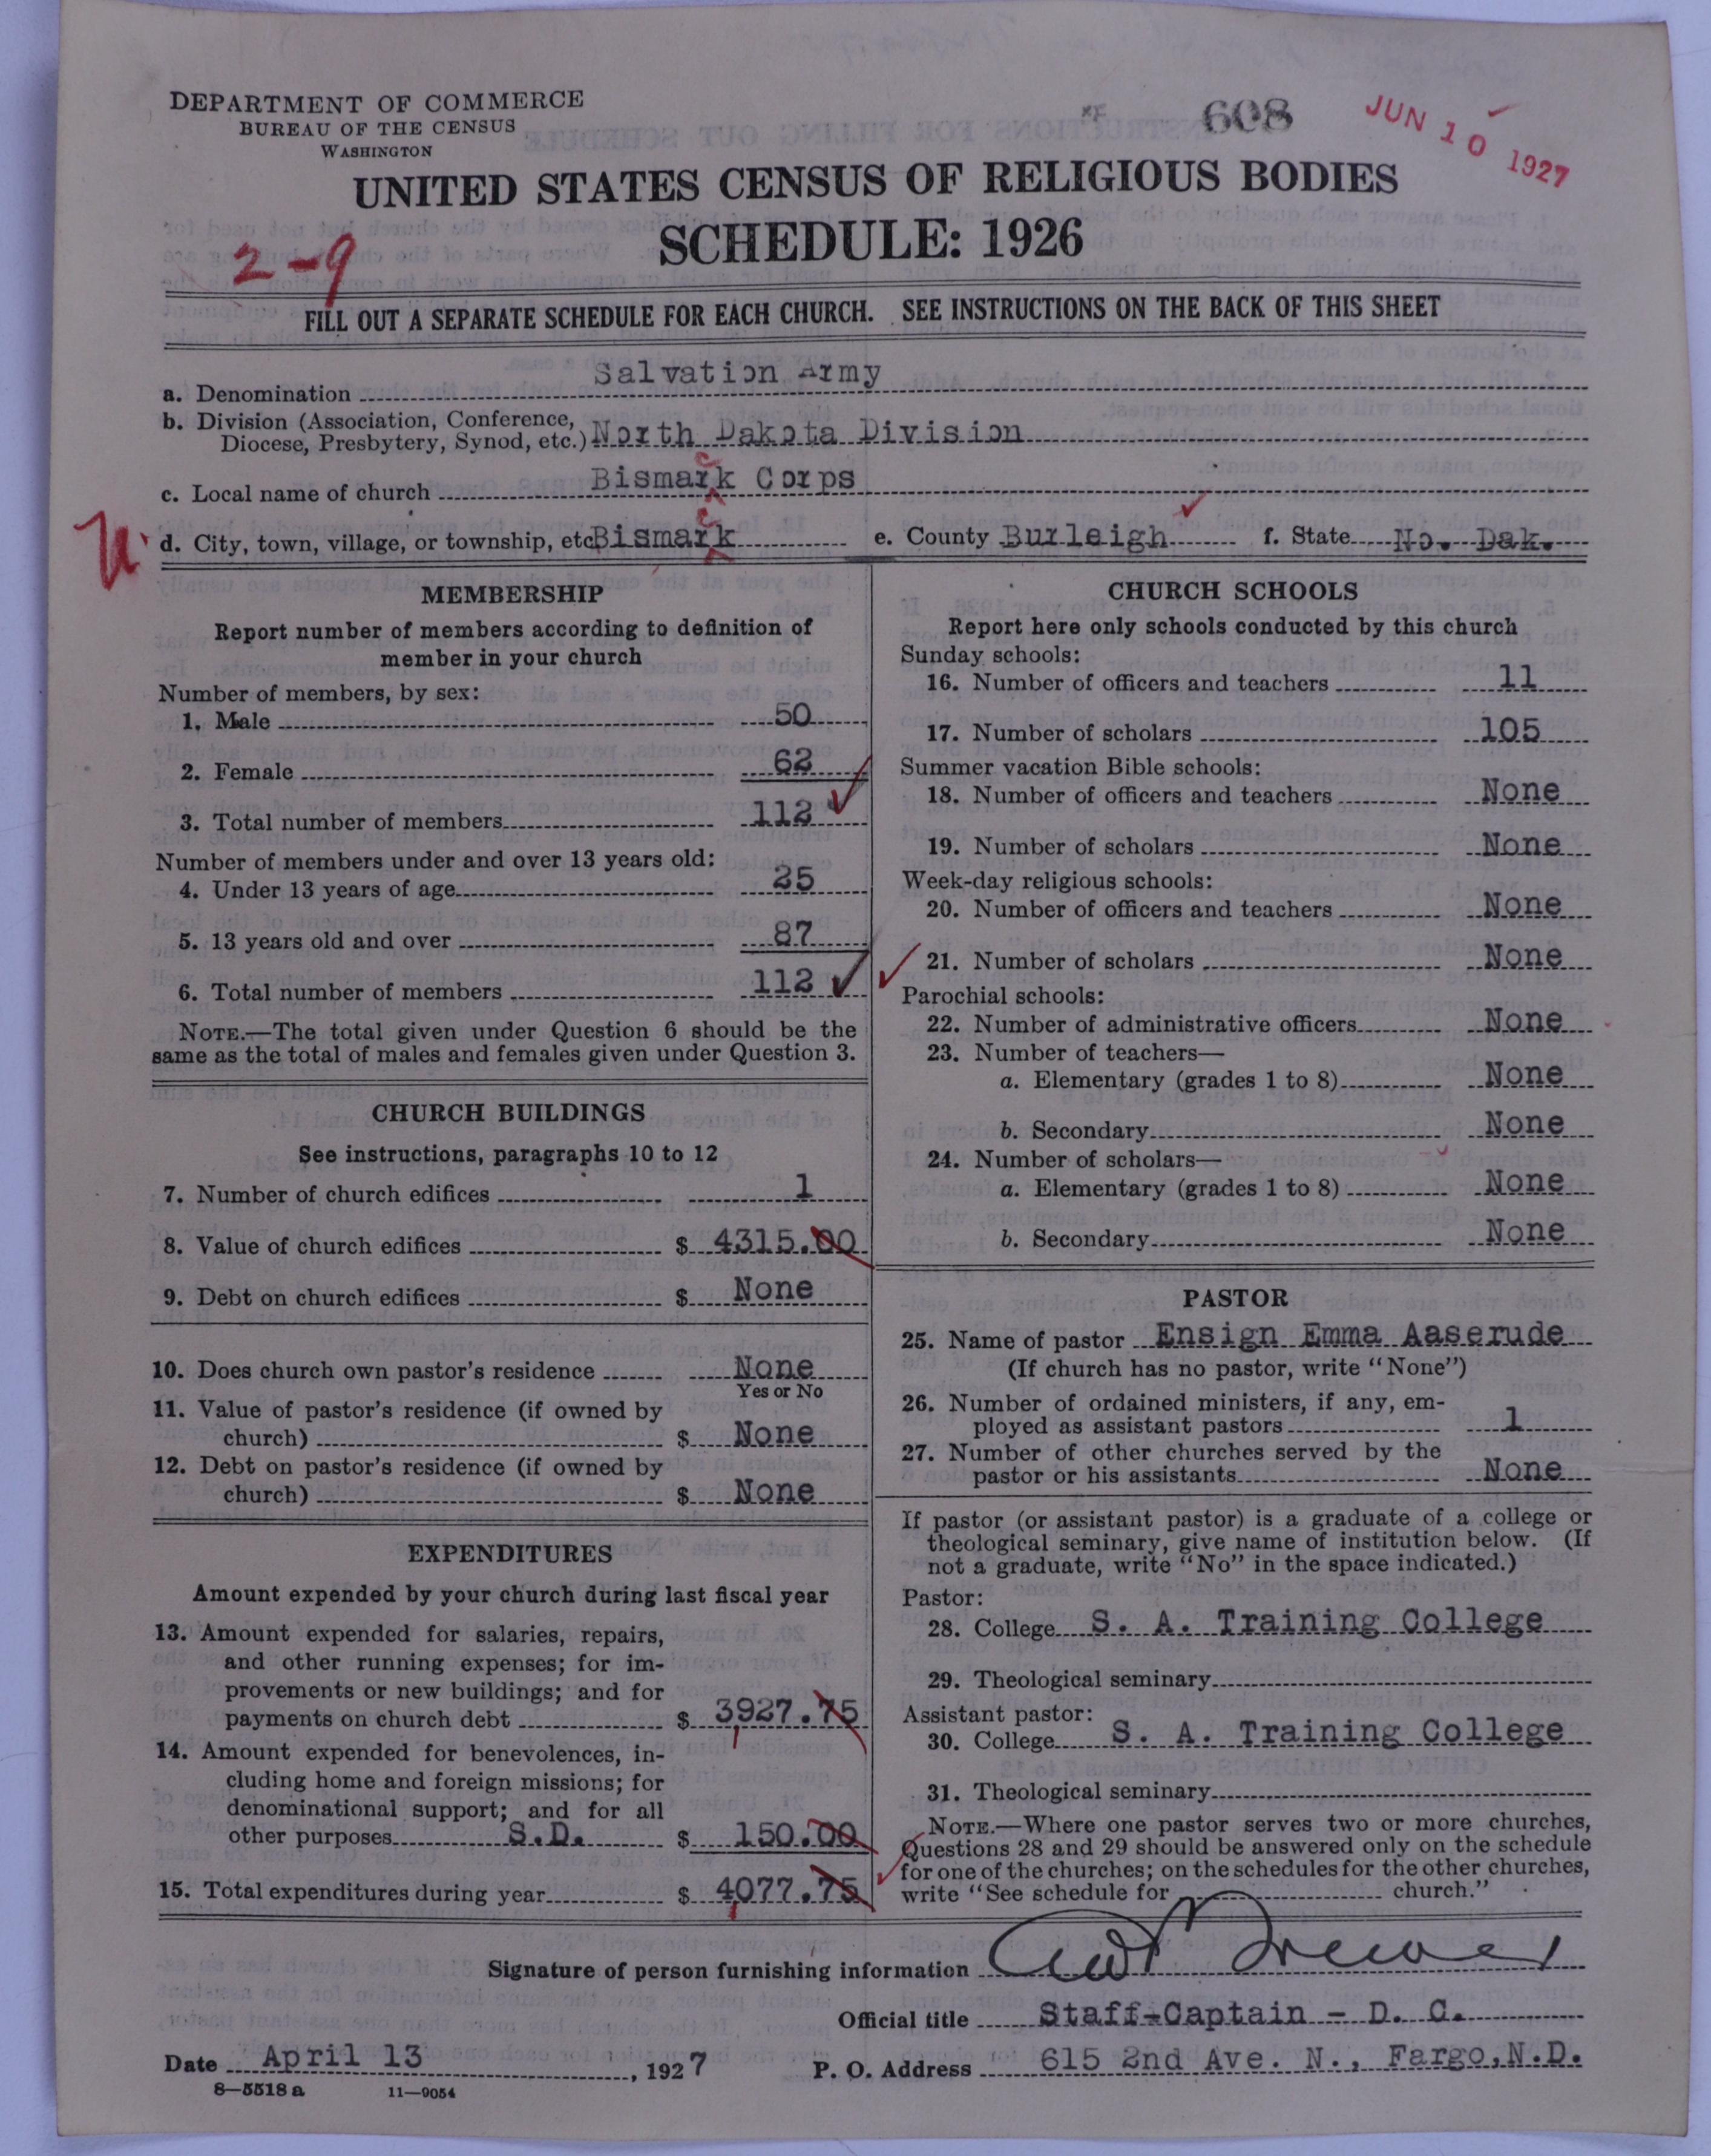 DEPARTMENT OF COMMERCE
BUREAU OF THE CENSUS
WASHINGTON
608
JUN 10 1927
UNITED STATES CENSUS OF RELIGIOUS BODIES
SCHEDULE: 1926
2-9
FILL OUT A SEPARATE SCHEDULE FOR EACH CHURCH. SEE INSTRUCTIONS ON THE BACK OF THIS SHEET
a. Denomination Salvation Army
b. Division (Association, Conference,
Diocese, Presbytery, Synod, etc.) North Dakota Division
c. Local name of church Bismarck Corps
d. City, town, village, or township, etc. Bismarck e. County Burleigh f. State No. Dak.
MEMBERSHIP
Report number of members according to definition of
member in your church
Number of members, by sex:
1. Male 50
2. Female 62
3. Total number of members 112
Number of members under and over 13 years old:
4. Under 13 years of age 25
5. 13 years old and over 87
6. Total number of members 112
NOTE.—The total given under Question 6 should be the
same as the total of males and females given under Question 3.
CHURCH BUILDINGS
See instructions, paragraphs 10 to 12
7. Number of church edifices 1
8. Value of church edifices $ 4315.00
9. Debt on church edifices $ None
10. Does church own pastor's residence None
Yes or No
11. Value of pastor's residence (if owned by
church) $ None
12. Debt on pastor's residence (if owned by
church) $ None
EXPENDITURES
Amount expended by your church during last fiscal year
13. Amount expended for salaries, repairs,
and other running expenses; for im-
provements or new buildings; and for
payments on church debt $ 3927.75
14. Amount expended for benevolences, in-
cluding home and foreign missions; for
denominational support; and for all
other purposes S.D. $ 150.00
15. Total expenditures during year $ 4077.75
CHURCH SCHOOLS
Report here only schools conducted by this church
Sunday schools:
16. Number of officers and teachers 11
17. Number of scholars 105
Summer vacation Bible schools:
18. Number of officers and teachers None
19. Number of scholars None
Week-day religious schools:
20. Number of officers and teachers None
21. Number of scholars None
Parochial schools:
22. Number of administrative officers None
23. Number of teachers—
a. Elementary (grades 1 to 8) None
b. Secondary None
24. Number of scholars—
a. Elementary (grades 1 to 8) None
b. Secondary None
PASTOR
25. Name of pastor Ensign Emma Aaserude
(If church has no pastor, write "None")
26. Number of ordained ministers, if any, em-
ployed as assistant pastors 1
27. Number of other churches served by the
pastor or his assistants None
If pastor (or assistant pastor) is a graduate of a college or
theological seminary, give name of institution below. (If
not a graduate, write "No" in the space indicated.)
Pastor:
28. College S. A. Training College
29. Theological seminary
Assistant pastor:
30. College S. A. Training College
31. Theological seminary
NOTE.—Where one pastor serves two or more churches,
Questions 28 and 29 should be answered only on the schedule
for one of the churches; on the schedules for the other churches,
write "See schedule for church."
Signature of person furnishing information
Official title Staff-Captain - D. C.
Date April 13, 1927 P. O. Address 615 2nd Ave. N., Fargo, N.D.
8-5518 a 11-9054